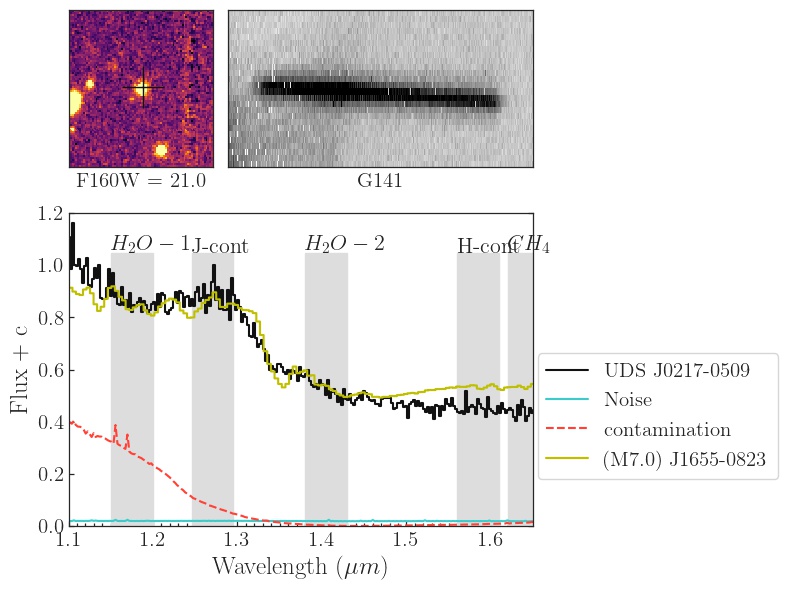 F160W = 21.0
G141
H₂O − 1
J-cont
H₂O − 2
H-cont
CH₄
1.2
1.0
0.8
0.6
0.4
0.2
0.0
Flux + c
1.1
1.2
1.3
1.4
1.5
1.6
Wavelength (μm)
UDS J0217-0509
Noise
contamination
(M7.0) J1655-0823